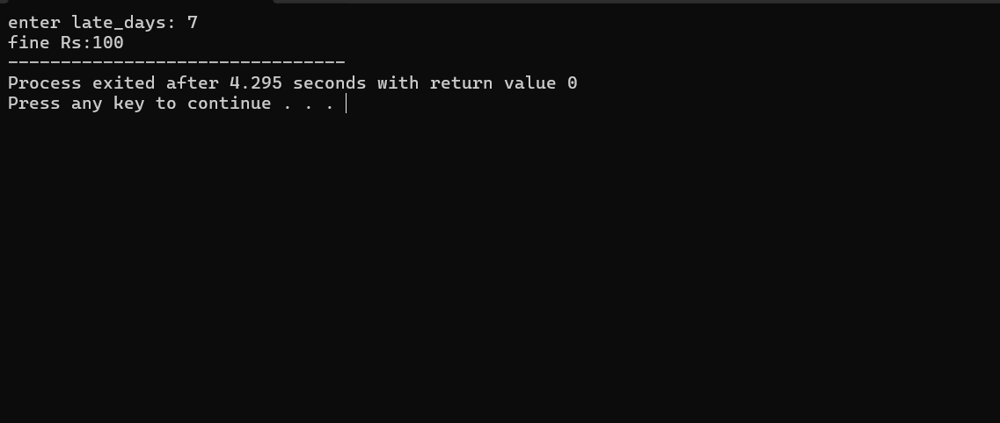 enter late_days: 7
fine Rs:100
--------------------------------
Process exited after 4.295 seconds with return value 0
Press any key to continue . . .